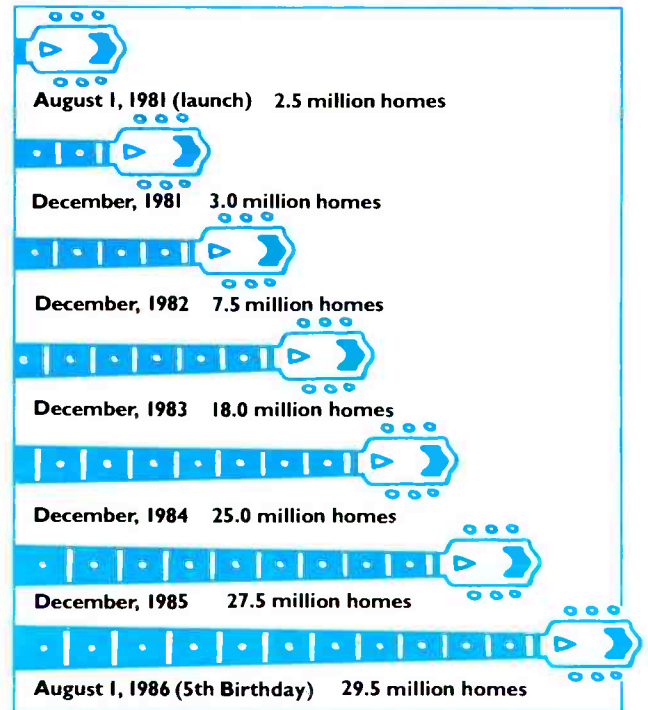 August 1, 1981 (launch) 2.5 million homes
December, 1981 3.0 million homes
December, 1982 7.5 million homes
December, 1983 18.0 million homes
December, 1984 25.0 million homes
December, 1985 27.5 million homes
August 1, 1986 (5th Birthday) 29.5 million homes